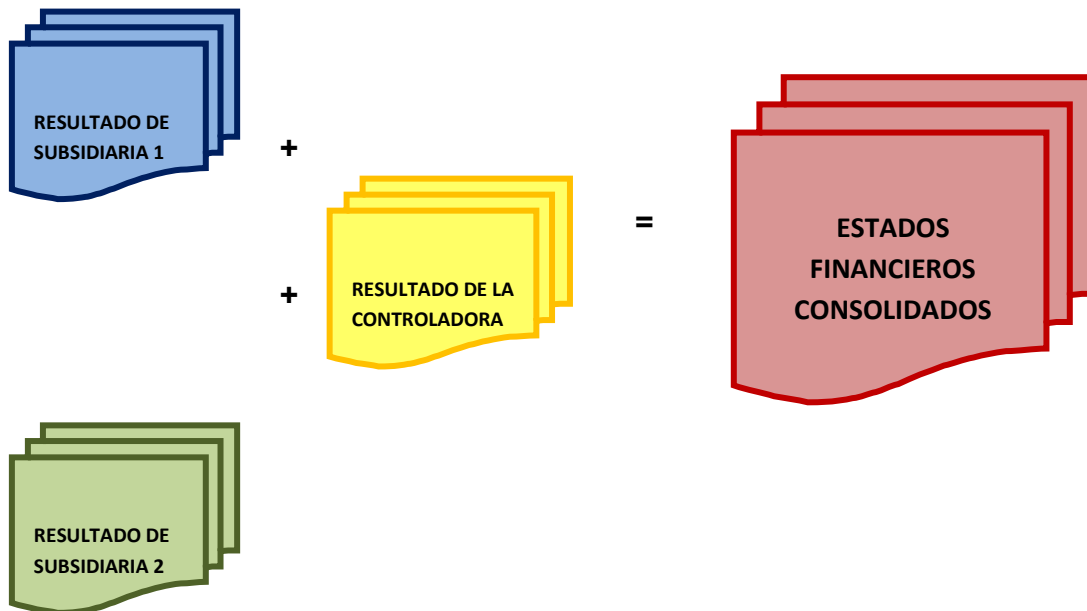 RESULTADO DE
SUBSIDIARIA 1
+
+
RESULTADO DE LA
CONTROLADORA
=
ESTADOS
FINANCIEROS
CONSOLIDADOS
RESULTADO DE
SUBSIDIARIA 2